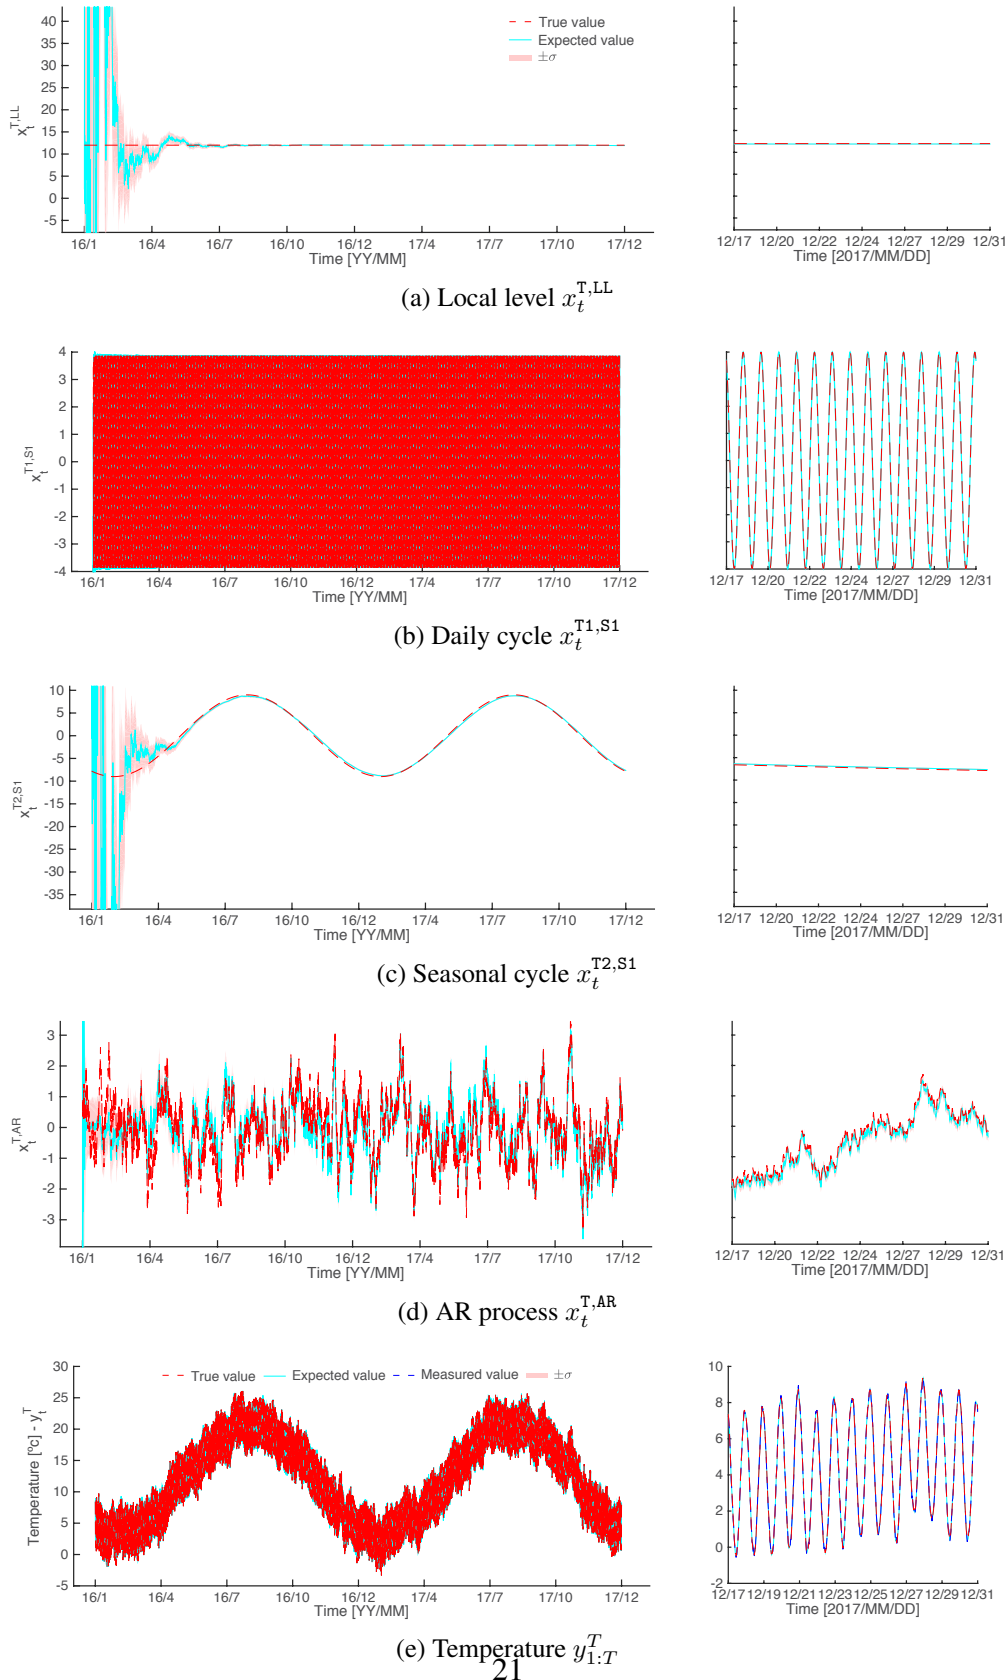 40
35
30
25
20
15
10
5
0
-5
x_t^{T,LL}
True value
Expected value
±σ
16/1 16/4 16/7 16/10 16/12 17/4 17/7 17/10 17/12
Time [YY/MM]
12/17 12/20 12/22 12/24 12/27 12/29 12/31
Time [2017/MM/DD]
(a) Local level x_t^{T,LL}
4
3
2
1
0
-1
-2
-3
-4
x_t^{T1,S1}
16/1 16/4 16/7 16/10 16/12 17/4 17/7 17/10 17/12
Time [YY/MM]
12/17 12/20 12/22 12/24 12/27 12/29 12/31
Time [2017/MM/DD]
(b) Daily cycle x_t^{T1,S1}
10
5
0
-5
-10
-15
-20
-25
-30
-35
x_t^{T2,S1}
16/1 16/4 16/7 16/10 16/12 17/4 17/7 17/10 17/12
Time [YY/MM]
12/17 12/20 12/22 12/24 12/27 12/29 12/31
Time [2017/MM/DD]
(c) Seasonal cycle x_t^{T2,S1}
3
2
1
0
-1
-2
-3
x_t^{T,AR}
16/1 16/4 16/7 16/10 16/12 17/4 17/7 17/10 17/12
Time [YY/MM]
12/17 12/20 12/22 12/24 12/27 12/29 12/31
Time [2017/MM/DD]
(d) AR process x_t^{T,AR}
30
25
20
15
10
5
0
-5
Temperature [ºc] - y_t^T
True value Expected value Measured value ±σ
16/1 16/4 16/7 16/10 16/12 17/4 17/7 17/10 17/12
Time [YY/MM]
10
8
6
4
2
0
-2
12/17 12/19 12/21 12/23 12/25 12/27 12/29 12/31
Time [2017/MM/DD]
(e) Temperature y_{1:T}^T
21